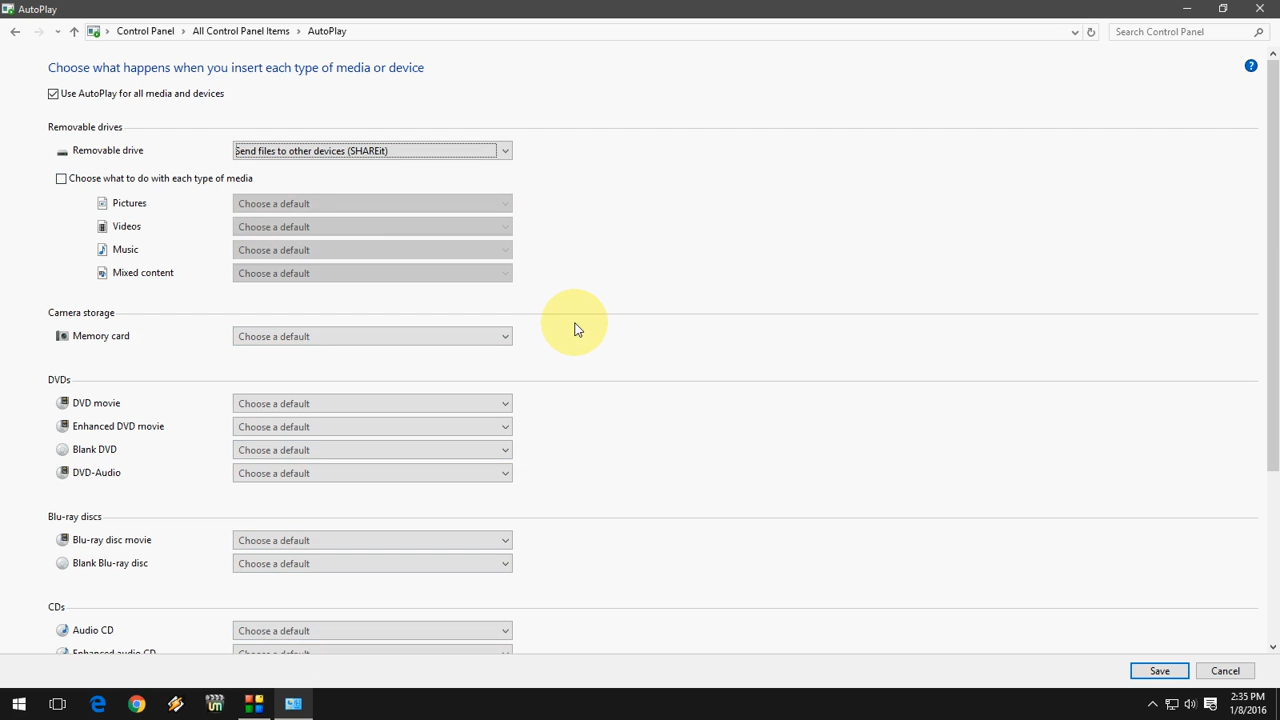 AutoPlay
Control Panel All Control Panel Items AutoPlay Search Control Panel
Choose what happens when you insert each type of media or device
Use AutoPlay for all media and devices
Removable drives
Removable drive Send files to other devices (SHAREit)
Choose what to do with each type of media
Pictures Choose a default
Videos Choose a default
Music Choose a default
Mixed content Choose a default
Camera storage
Memory card Choose a default
DVDs
DVD movie Choose a default
Enhanced DVD movie Choose a default
Blank DVD Choose a default
DVD-Audio Choose a default
Blu-ray discs
Blu-ray disc movie Choose a default
Blank Blu-ray disc Choose a default
CDs
Audio CD Choose a default
Enhanced audio CD Choose a default
Save Cancel
2:35 PM
1/8/2016